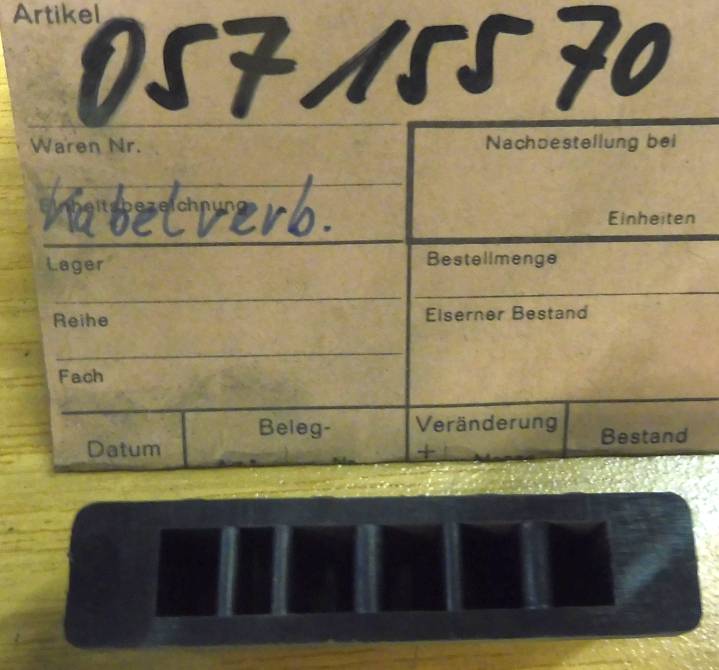 Artikel
057 155 70
Waren Nr.
Nachbestellung bei
Einheitsbezeichnung
Kabelverb.
Einheiten
Lager
Bestellmenge
Reihe
Eiserner Bestand
Fach
Datum
Beleg-
Veränderung
Bestand
+